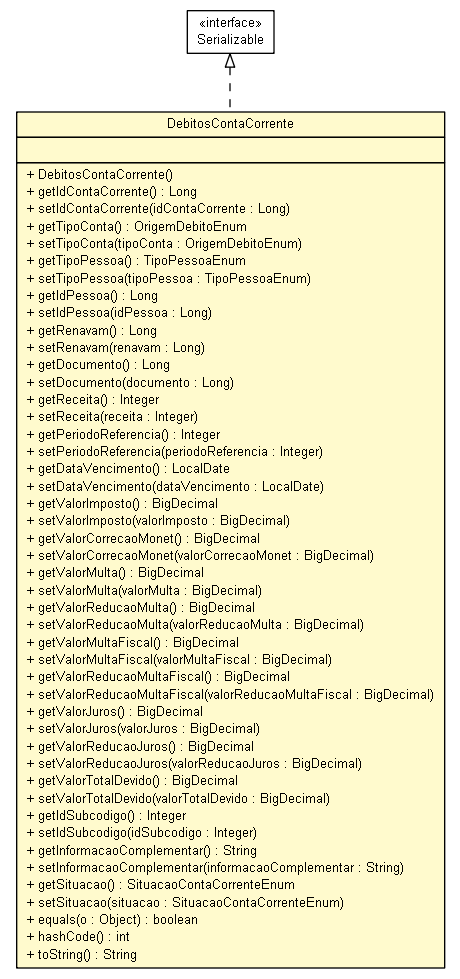 «interface»
Serializable
DebitosContaCorrente
+ DebitosContaCorrente()
+ getIdContaCorrente() : Long
+ setIdContaCorrente(idContaCorrente : Long)
+ getTipoConta() : OrigemDebitoEnum
+ setTipoConta(tipoConta : OrigemDebitoEnum)
+ getTipoPessoa() : TipoPessoaEnum
+ setTipoPessoa(tipoPessoa : TipoPessoaEnum)
+ getIdPessoa() : Long
+ setIdPessoa(idPessoa : Long)
+ getRenavam() : Long
+ setRenavam(renavam : Long)
+ getDocumento() : Long
+ setDocumento(documento : Long)
+ getReceita() : Integer
+ setReceita(receita : Integer)
+ getPeriodoReferencia() : Integer
+ setPeriodoReferencia(periodoReferencia : Integer)
+ getDataVencimento() : LocalDate
+ setDataVencimento(dataVencimento : LocalDate)
+ getValorImposto() : BigDecimal
+ setValorImposto(valorImposto : BigDecimal)
+ getValorCorrecaoMonet() : BigDecimal
+ setValorCorrecaoMonet(valorCorrecaoMonet : BigDecimal)
+ getValorMulta() : BigDecimal
+ setValorMulta(valorMulta : BigDecimal)
+ getValorReducaoMulta() : BigDecimal
+ setValorReducaoMulta(valorReducaoMulta : BigDecimal)
+ getValorMultaFiscal() : BigDecimal
+ setValorMultaFiscal(valorMultaFiscal : BigDecimal)
+ getValorReducaoMultaFiscal() : BigDecimal
+ setValorReducaoMultaFiscal(valorReducaoMultaFiscal : BigDecimal)
+ getValorJuros() : BigDecimal
+ setValorJuros(valorJuros : BigDecimal)
+ getValorReducaoJuros() : BigDecimal
+ setValorReducaoJuros(valorReducaoJuros : BigDecimal)
+ getValorTotalDevido() : BigDecimal
+ setValorTotalDevido(valorTotalDevido : BigDecimal)
+ getIdSubcodigo() : Integer
+ setIdSubcodigo(idSubcodigo : Integer)
+ getInformacaoComplementar() : String
+ setInformacaoComplementar(informacaoComplementar : String)
+ getSituacao() : SituacaoContaCorrenteEnum
+ setSituacao(situacao : SituacaoContaCorrenteEnum)
+ equals(o : Object) : boolean
+ hashCode() : int
+ toString() : String